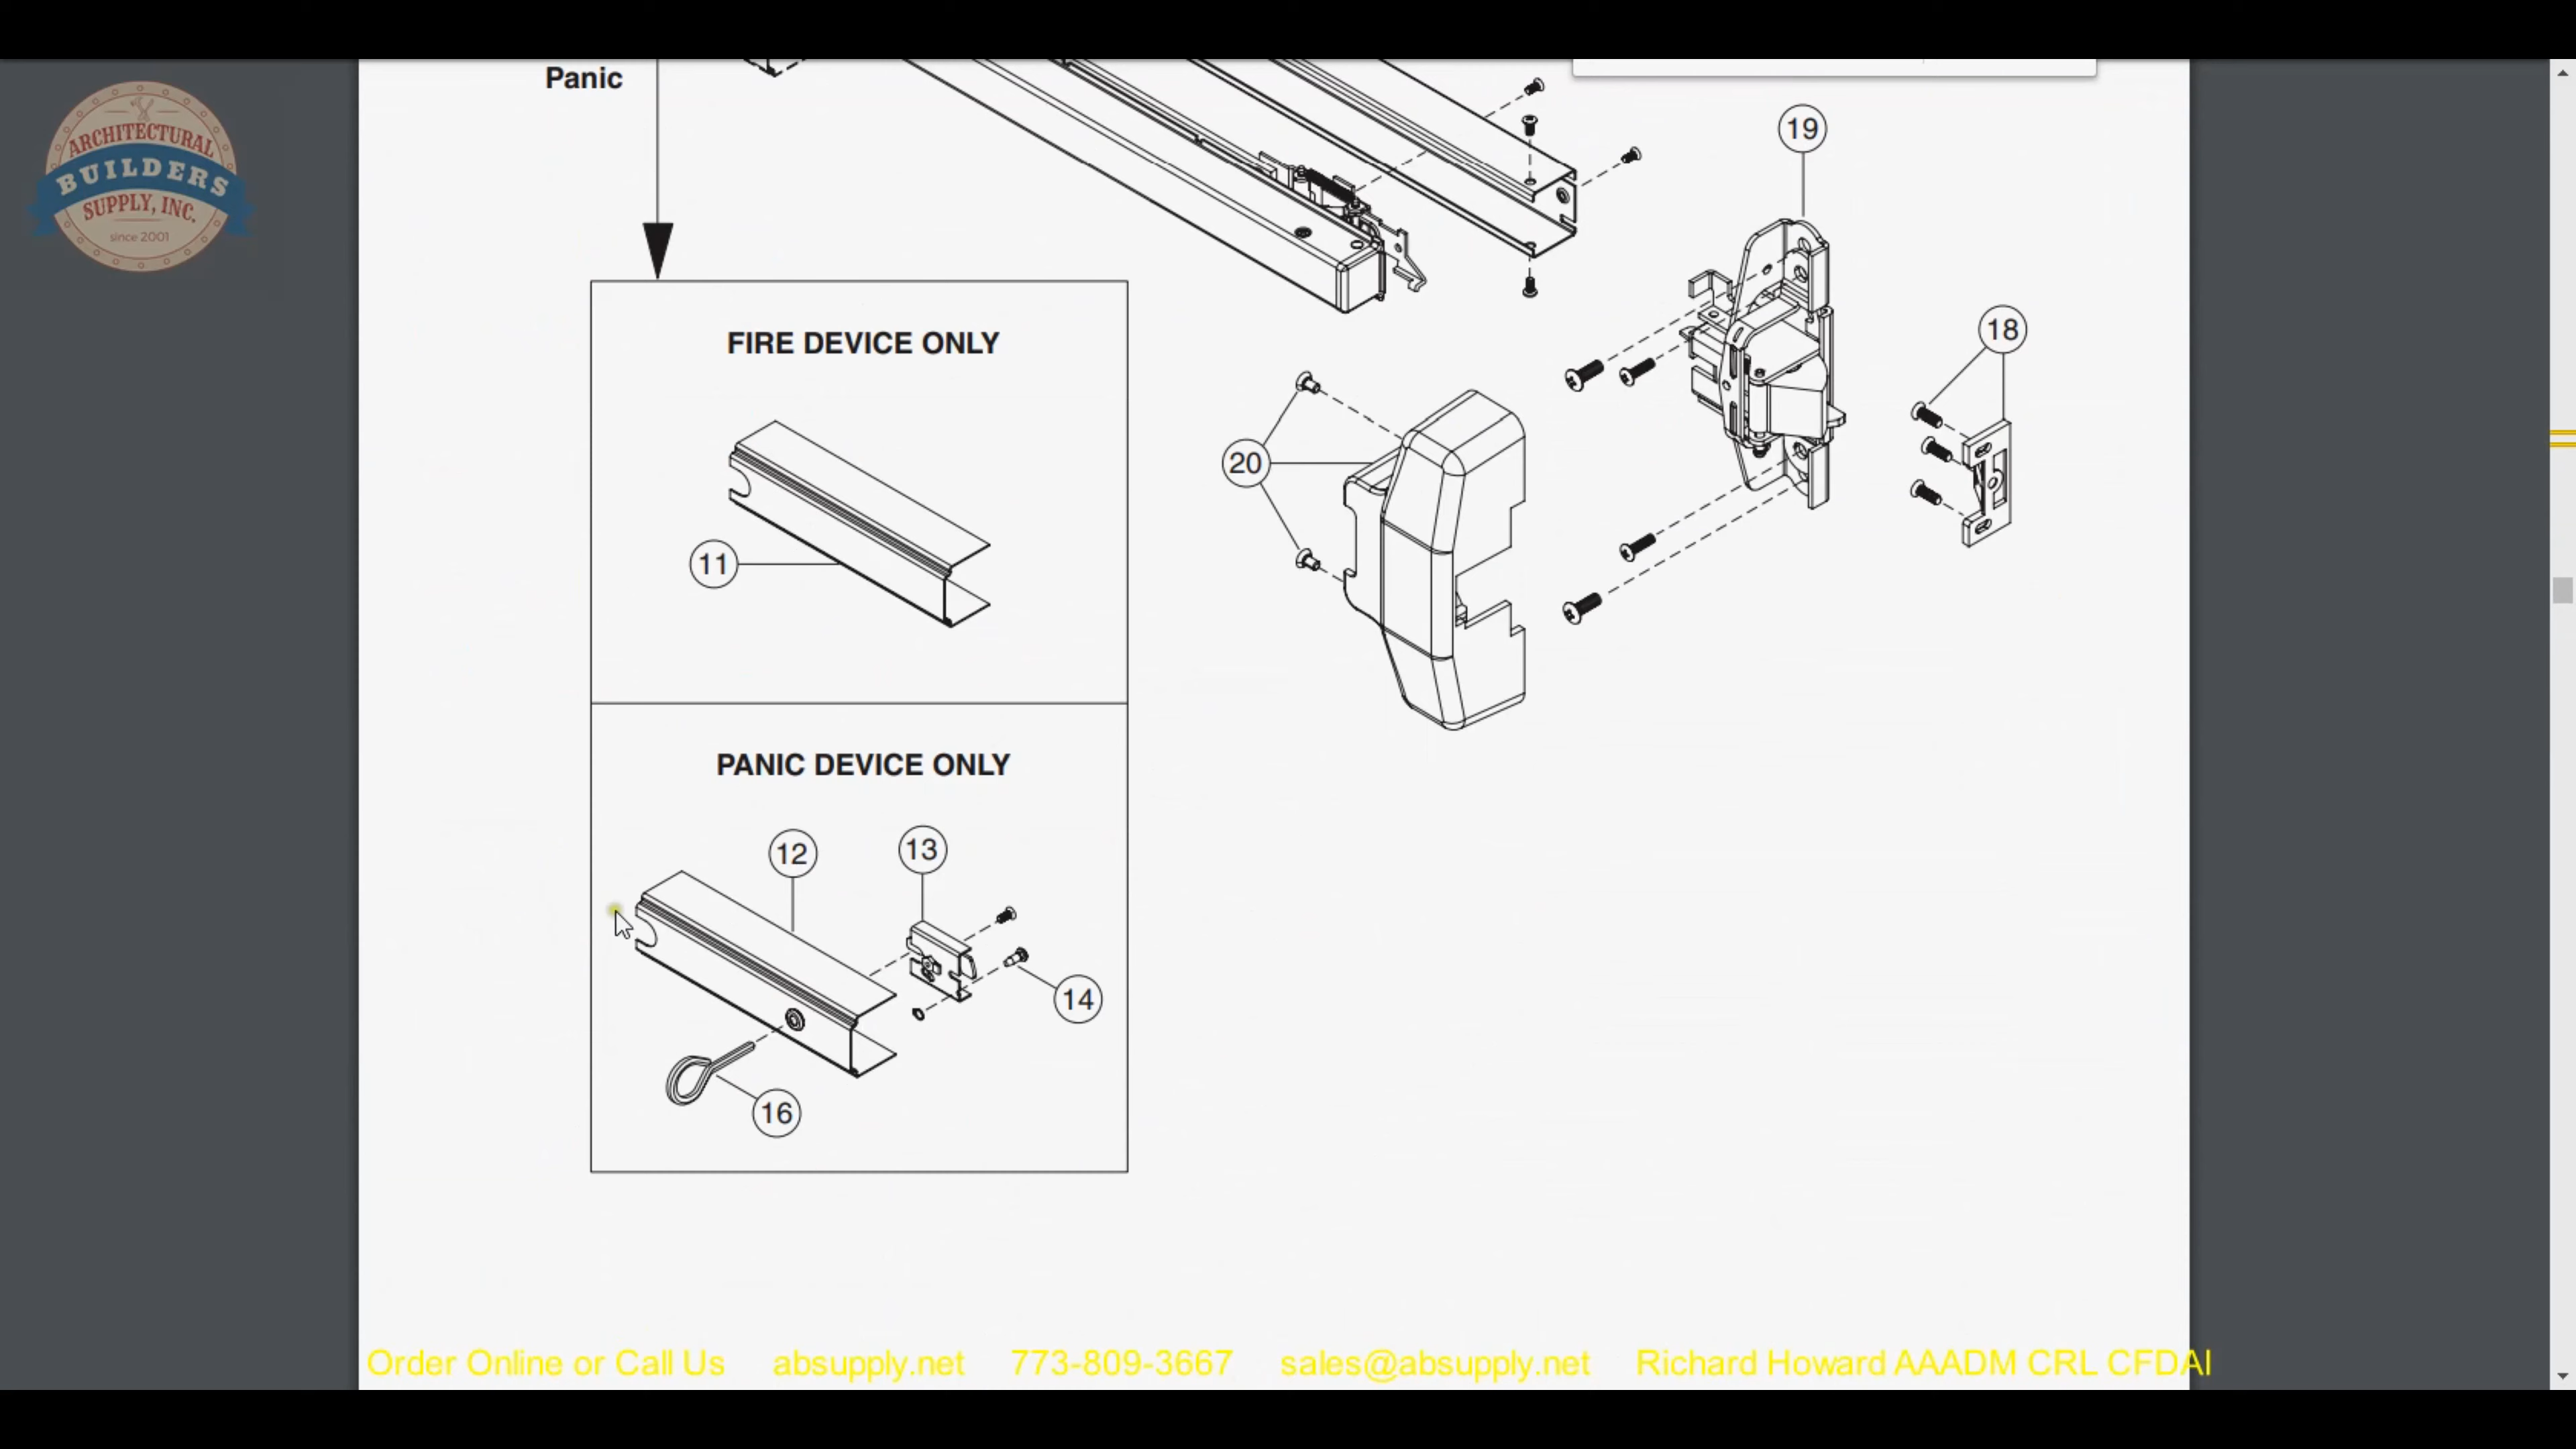 ARCHITECTURAL
BUILDERS
SUPPLY, INC.
since 2001
Panic
19
18
FIRE DEVICE ONLY
20
11
PANIC DEVICE ONLY
12
13
14
16
Order Online or Call Us absupply.net 773-809-3667 sales@absupply.net Richard Howard AAADM CRL CFDAI